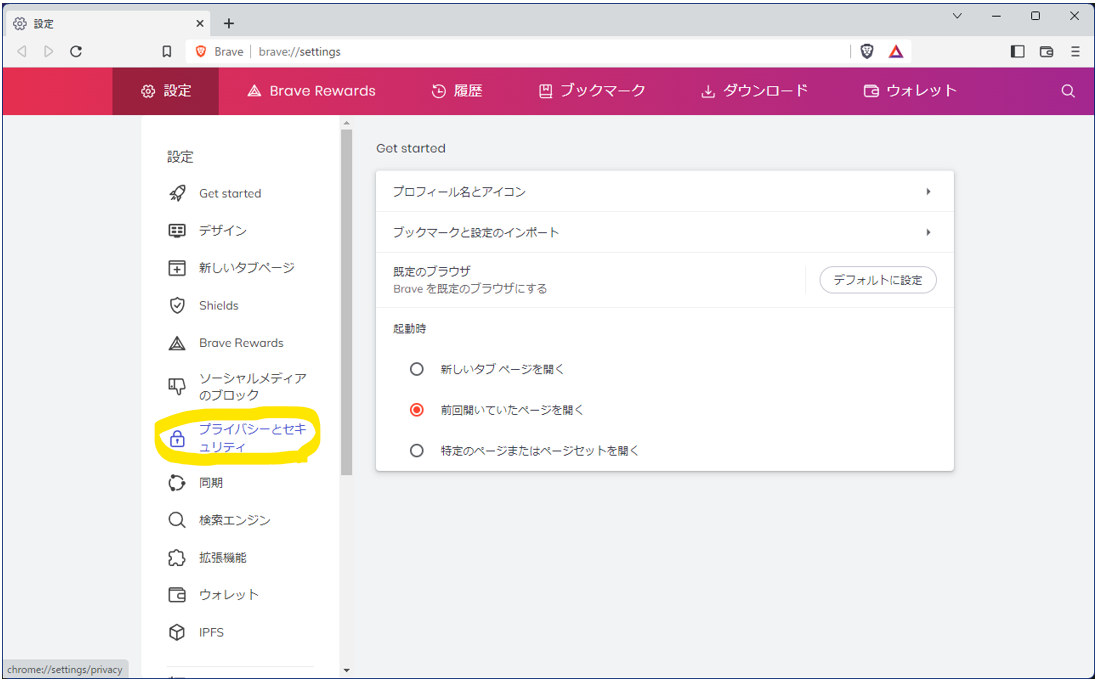 設定
Brave
brave://settings
設定
Brave Rewards
履歴
ブックマーク
ダウンロード
ウォレット
設定
Get started
デザイン
新しいタブページ
Shields
Brave Rewards
ソーシャルメディア
のブロック
プライバシーとセキ
ュリティ
同期
検索エンジン
拡張機能
ウォレット
IPFS
Get started
プロフィール名とアイコン
ブックマークと設定のインポート
既定のブラウザ
Brave を既定のブラウザにする
デフォルトに設定
起動時
新しいタブ ページを開く
前回開いていたページを開く
特定のページまたはページセットを開く
chrome://settings/privacy